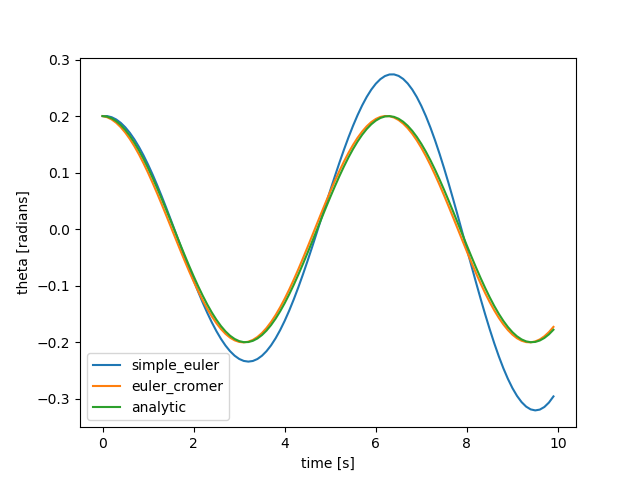 0.3
0.2
0.1
0.0
−0.1
−0.2
−0.3
theta [radians]
simple_euler
euler_cromer
analytic
0 2 4 6 8 10
time [s]